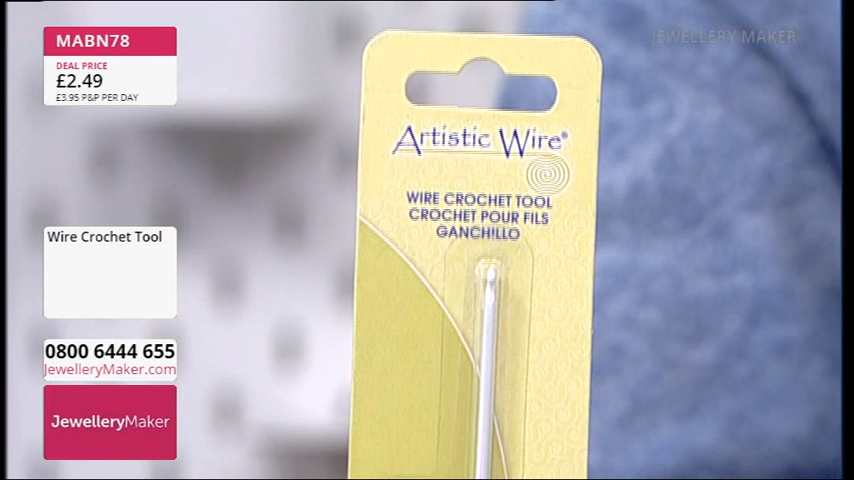 MABN78
DEAL PRICE
£2.49
£3.95 P&P PER DAY
Wire Crochet Tool
0800 6444 655
JewelleryMaker.com
JewelleryMaker
JEWELLERY MAKER
Artistic Wire®
WIRE CROCHET TOOL
CROCHET POUR FILS
GANCHILLO